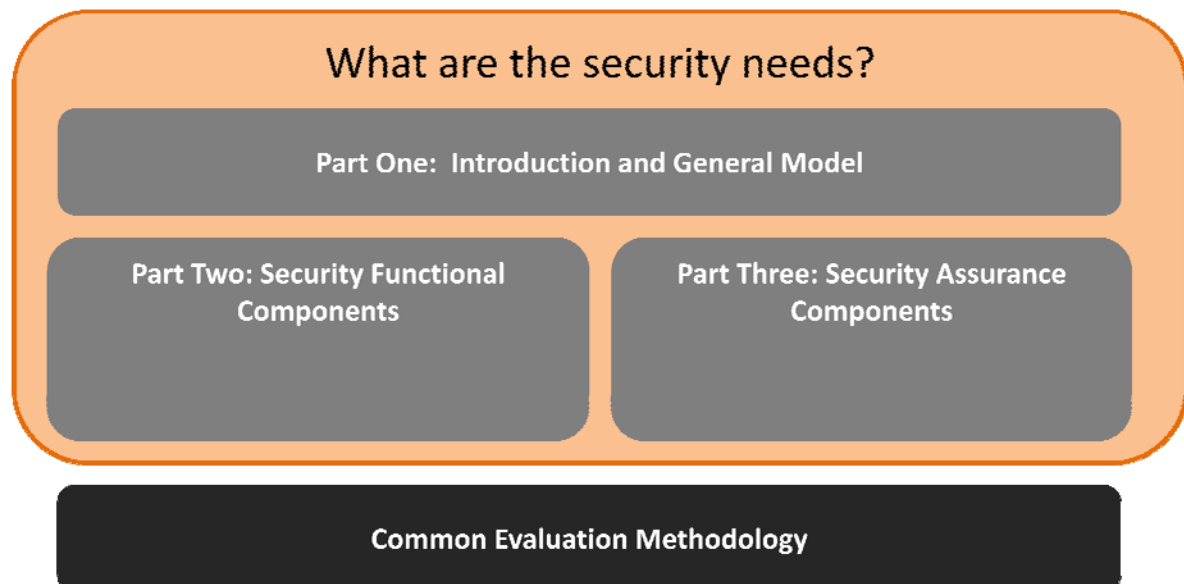 What are the security needs?
Part One:  Introduction and General Model
Part Two: Security Functional
Components
Part Three: Security Assurance
Components
Common Evaluation Methodology